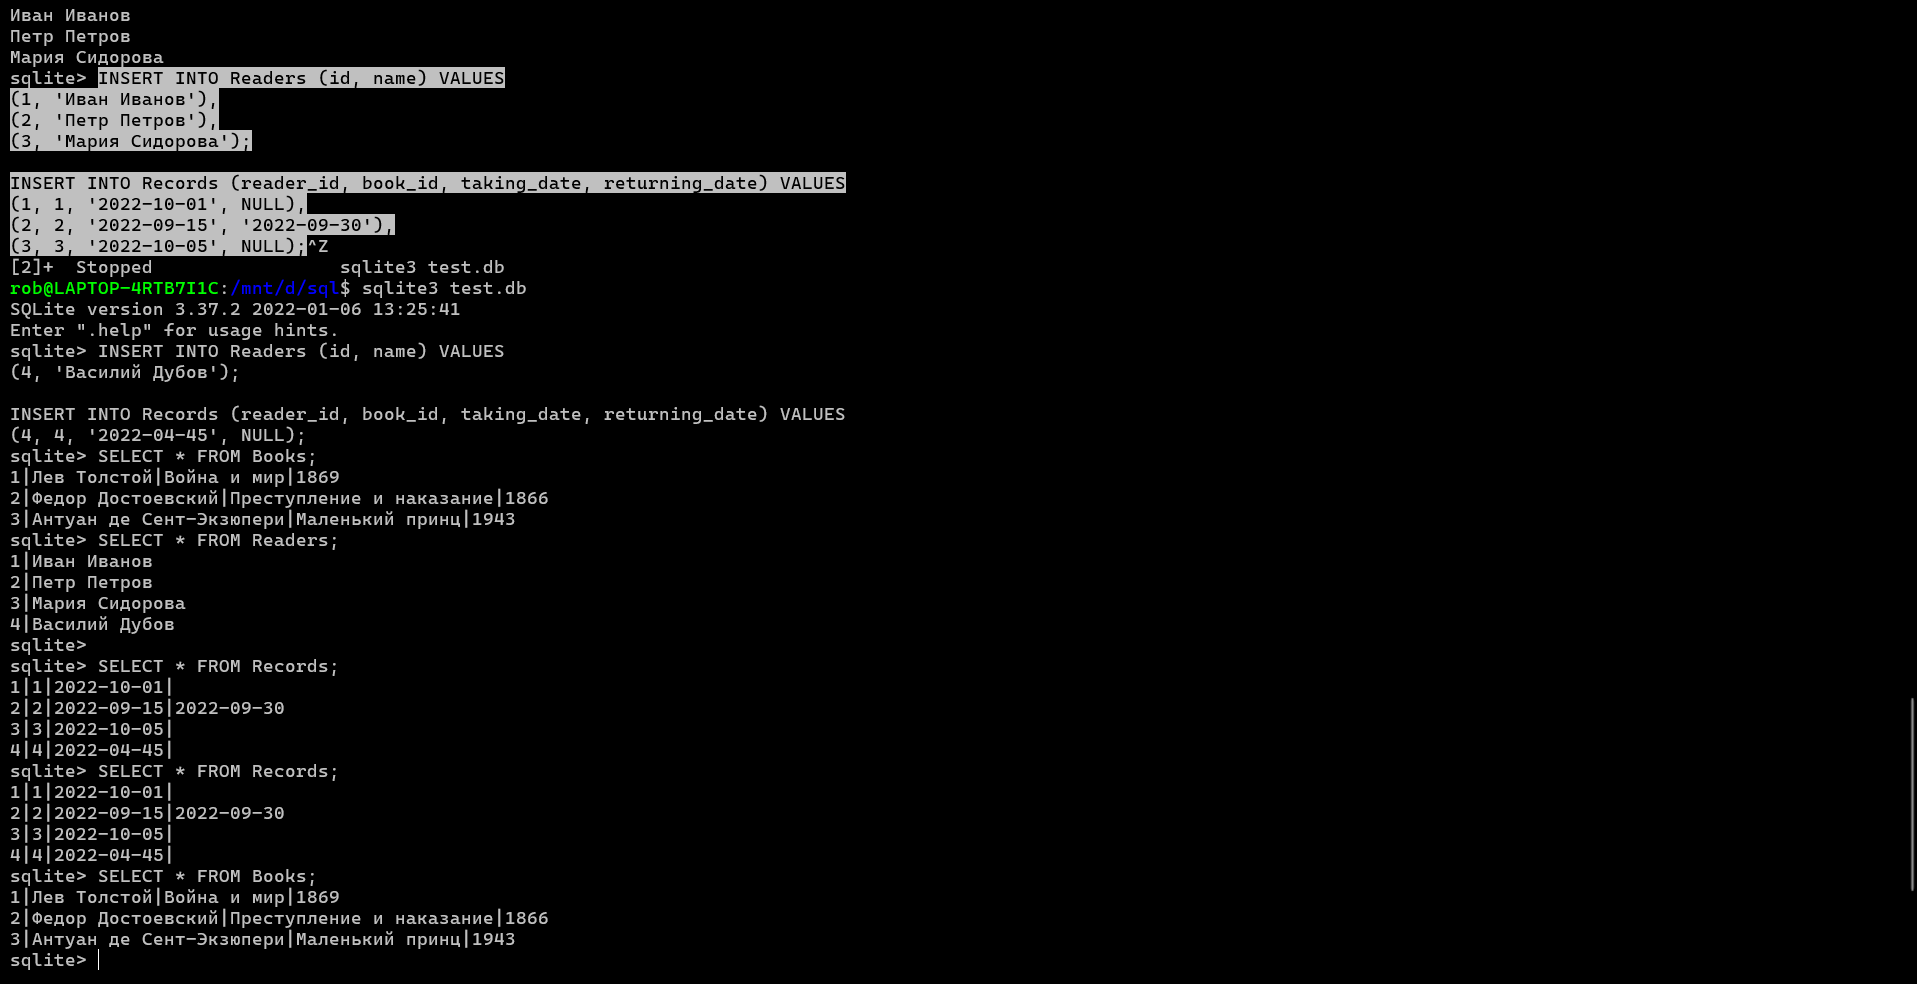 Иван Иванов
Петр Петров
Мария Сидорова
sqlite> INSERT INTO Readers (id, name) VALUES
(1, 'Иван Иванов'),
(2, 'Петр Петров'),
(3, 'Мария Сидорова');
INSERT INTO Records (reader_id, book_id, taking_date, returning_date) VALUES
(1, 1, '2022-10-01', NULL),
(2, 2, '2022-09-15', '2022-09-30'),
(3, 3, '2022-10-05', NULL);^Z
[2]+  Stopped                 sqlite3 test.db
rob@LAPTOP-4RTB7I1C:/mnt/d/sql$ sqlite3 test.db
SQLite version 3.37.2 2022-01-06 13:25:41
Enter ".help" for usage hints.
sqlite> INSERT INTO Readers (id, name) VALUES
(4, 'Василий Дубов');
INSERT INTO Records (reader_id, book_id, taking_date, returning_date) VALUES
(4, 4, '2022-04-45', NULL);
sqlite> SELECT * FROM Books;
1|Лев Толстой|Война и мир|1869
2|Федор Достоевский|Преступление и наказание|1866
3|Антуан де Сент-Экзюпери|Маленький принц|1943
sqlite> SELECT * FROM Readers;
1|Иван Иванов
2|Петр Петров
3|Мария Сидорова
4|Василий Дубов
sqlite>
sqlite> SELECT * FROM Records;
1|1|2022-10-01|
2|2|2022-09-15|2022-09-30
3|3|2022-10-05|
4|4|2022-04-45|
sqlite> SELECT * FROM Records;
1|1|2022-10-01|
2|2|2022-09-15|2022-09-30
3|3|2022-10-05|
4|4|2022-04-45|
sqlite> SELECT * FROM Books;
1|Лев Толстой|Война и мир|1869
2|Федор Достоевский|Преступление и наказание|1866
3|Антуан де Сент-Экзюпери|Маленький принц|1943
sqlite>